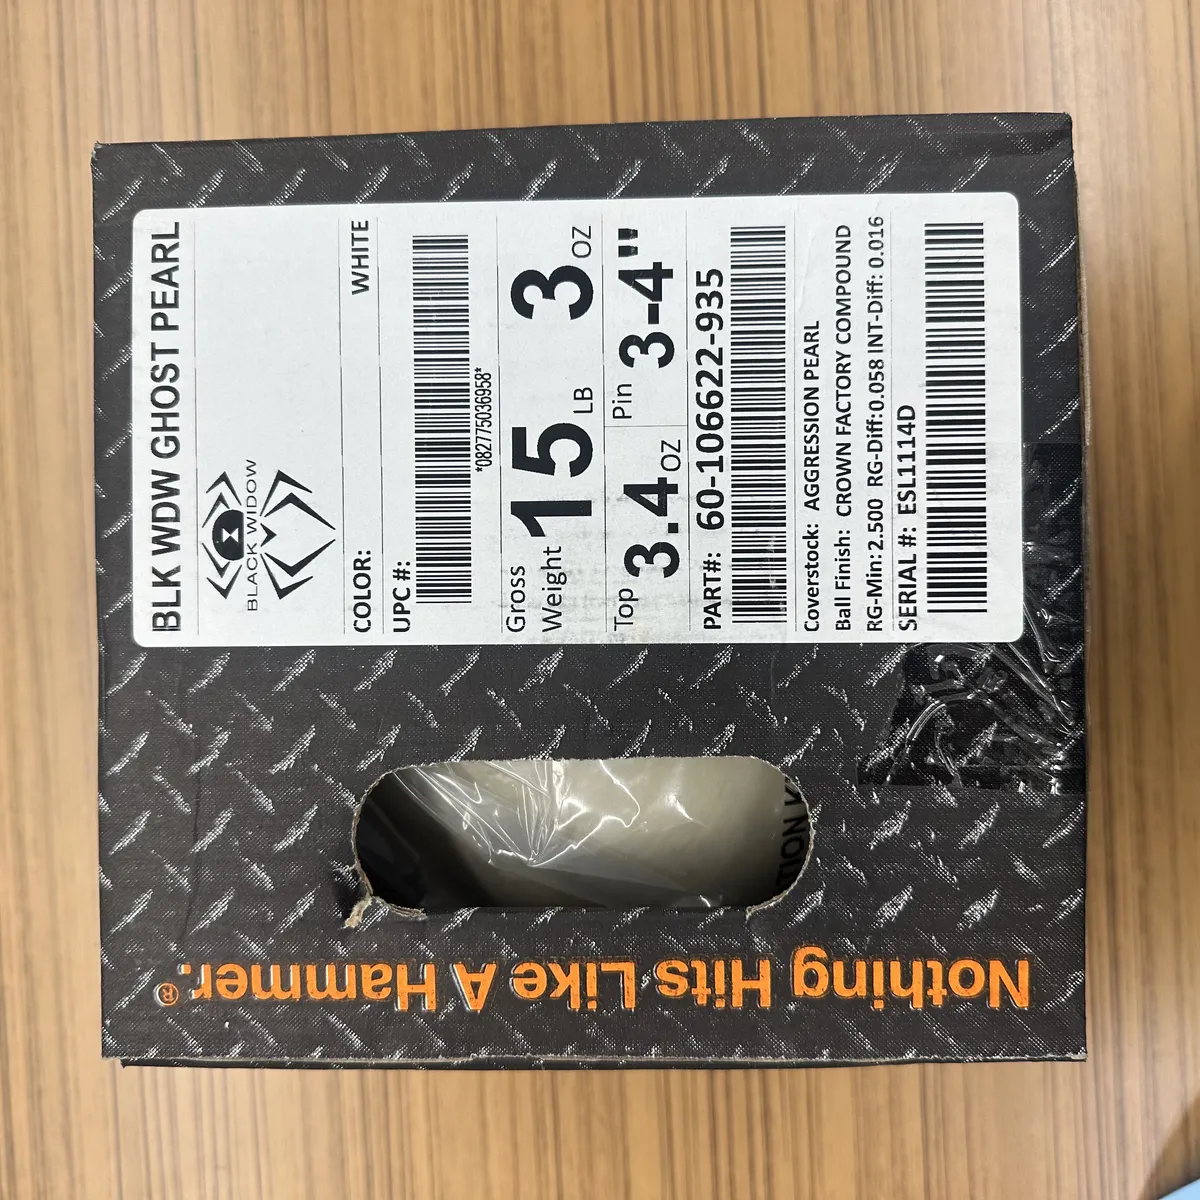 BLK WDW GHOST PEARL
BLACK WIDOW
COLOR: WHITE
UPC #:
*082775036958*
Gross Weight 15 LB 3 OZ
Top 3.4 OZ Pin 3-4"
PART#: 60-106622-935
Coverstock: AGGRESSION PEARL
Ball Finish: CROWN FACTORY COMPOUND
RG-Min: 2.500 RG-Diff:0.058 INT-Diff: 0.016
SERIAL #: ESL1114D
TION K
Nothing Hits Like A Hammer.®